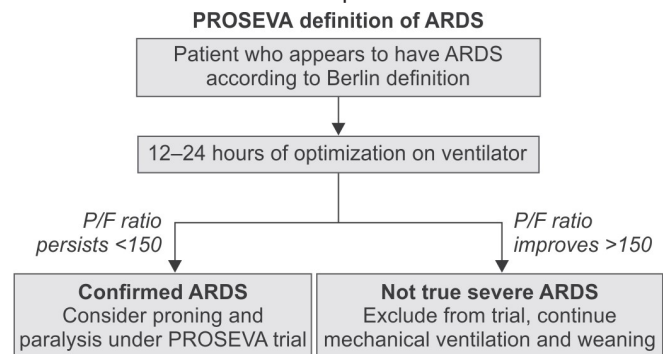 PROSEVA definition of ARDS
Patient who appears to have ARDS
according to Berlin definition
12–24 hours of optimization on ventilator
P/F ratio
persists <150
P/F ratio
improves >150
Confirmed ARDS
Consider proning and
paralysis under PROSEVA trial
Not true severe ARDS
Exclude from trial, continue
mechanical ventilation and weaning